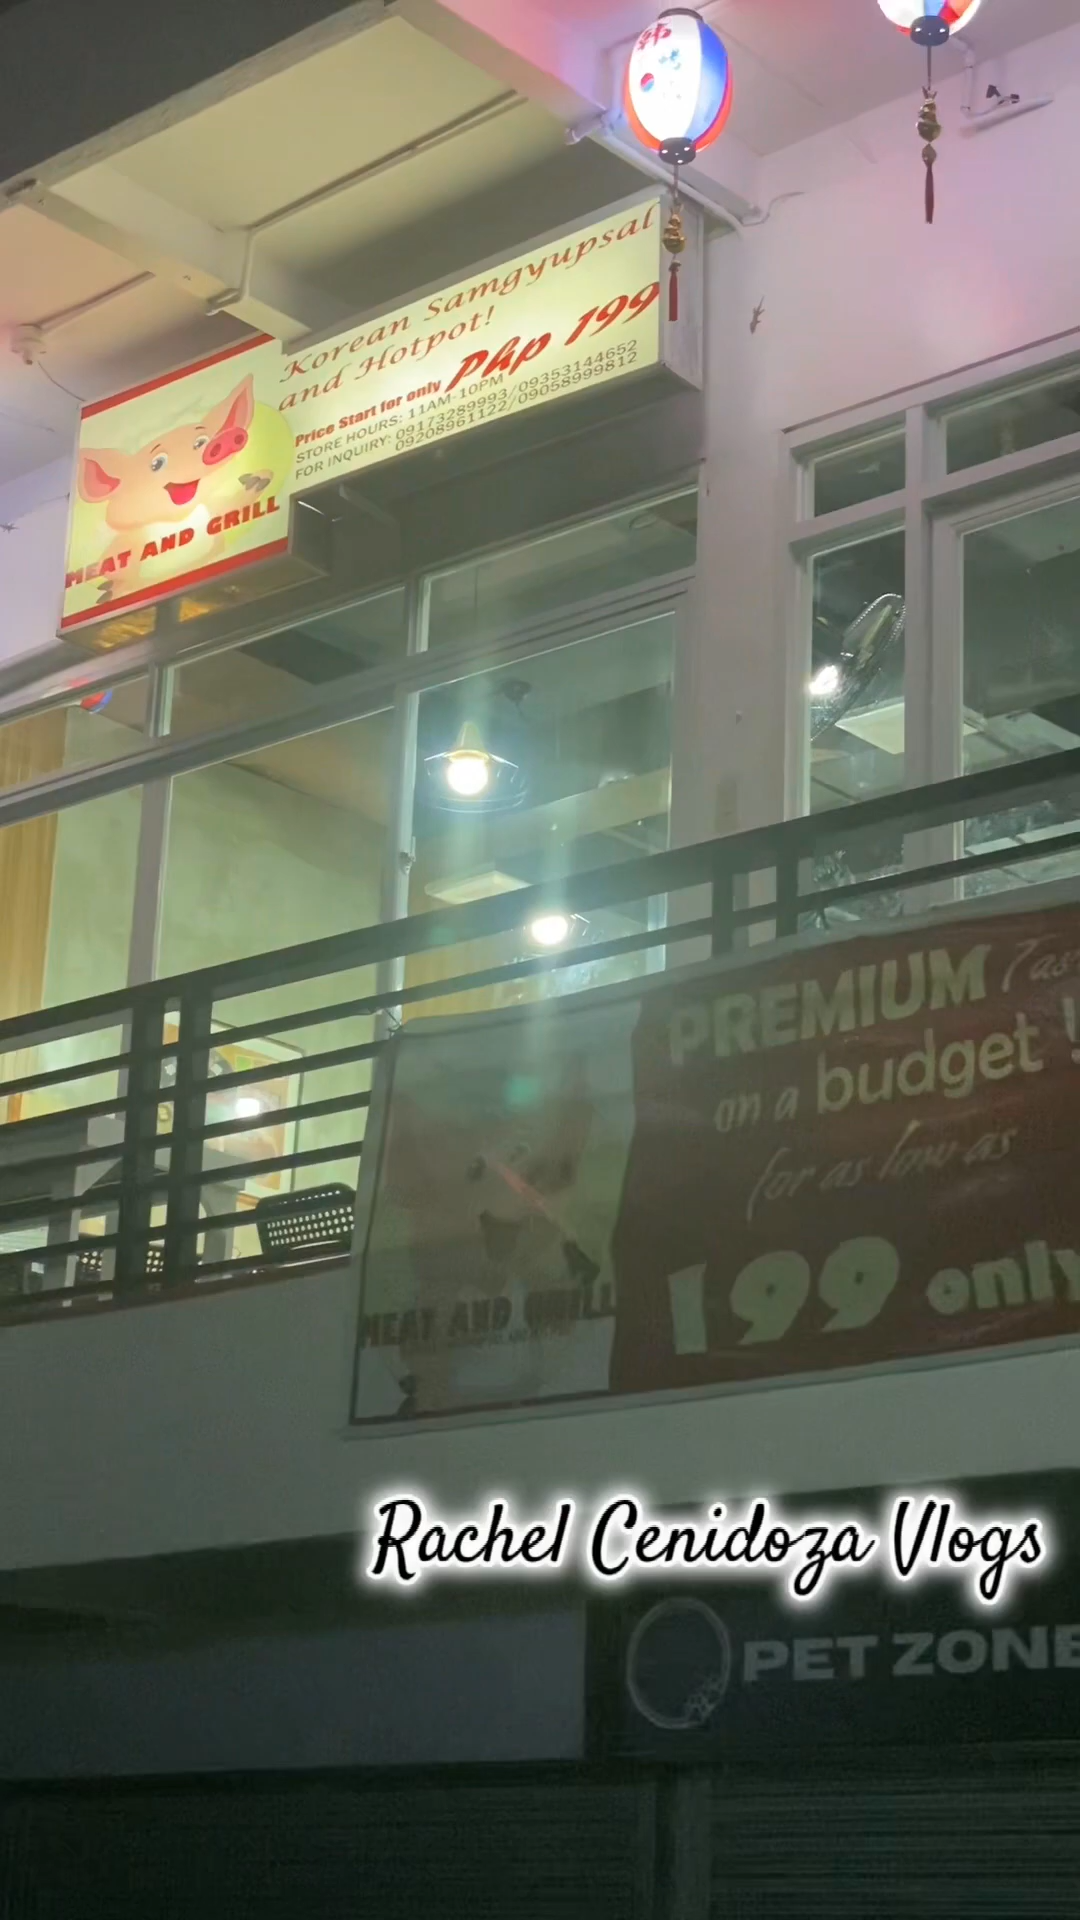 韩
Korean Samgyupsal
and Hotpot!
Price Start for only Php 199
STORE HOURS: 11AM-10PM
FOR INQUIRY: 09173289993/09353144652
09208961122/09058999812
MEAT AND GRILL
PREMIUM Tas
on a budget !
for as low as
199 only
MEAT AND GRILL
Rachel Cenidoza Vlogs
PET ZONE